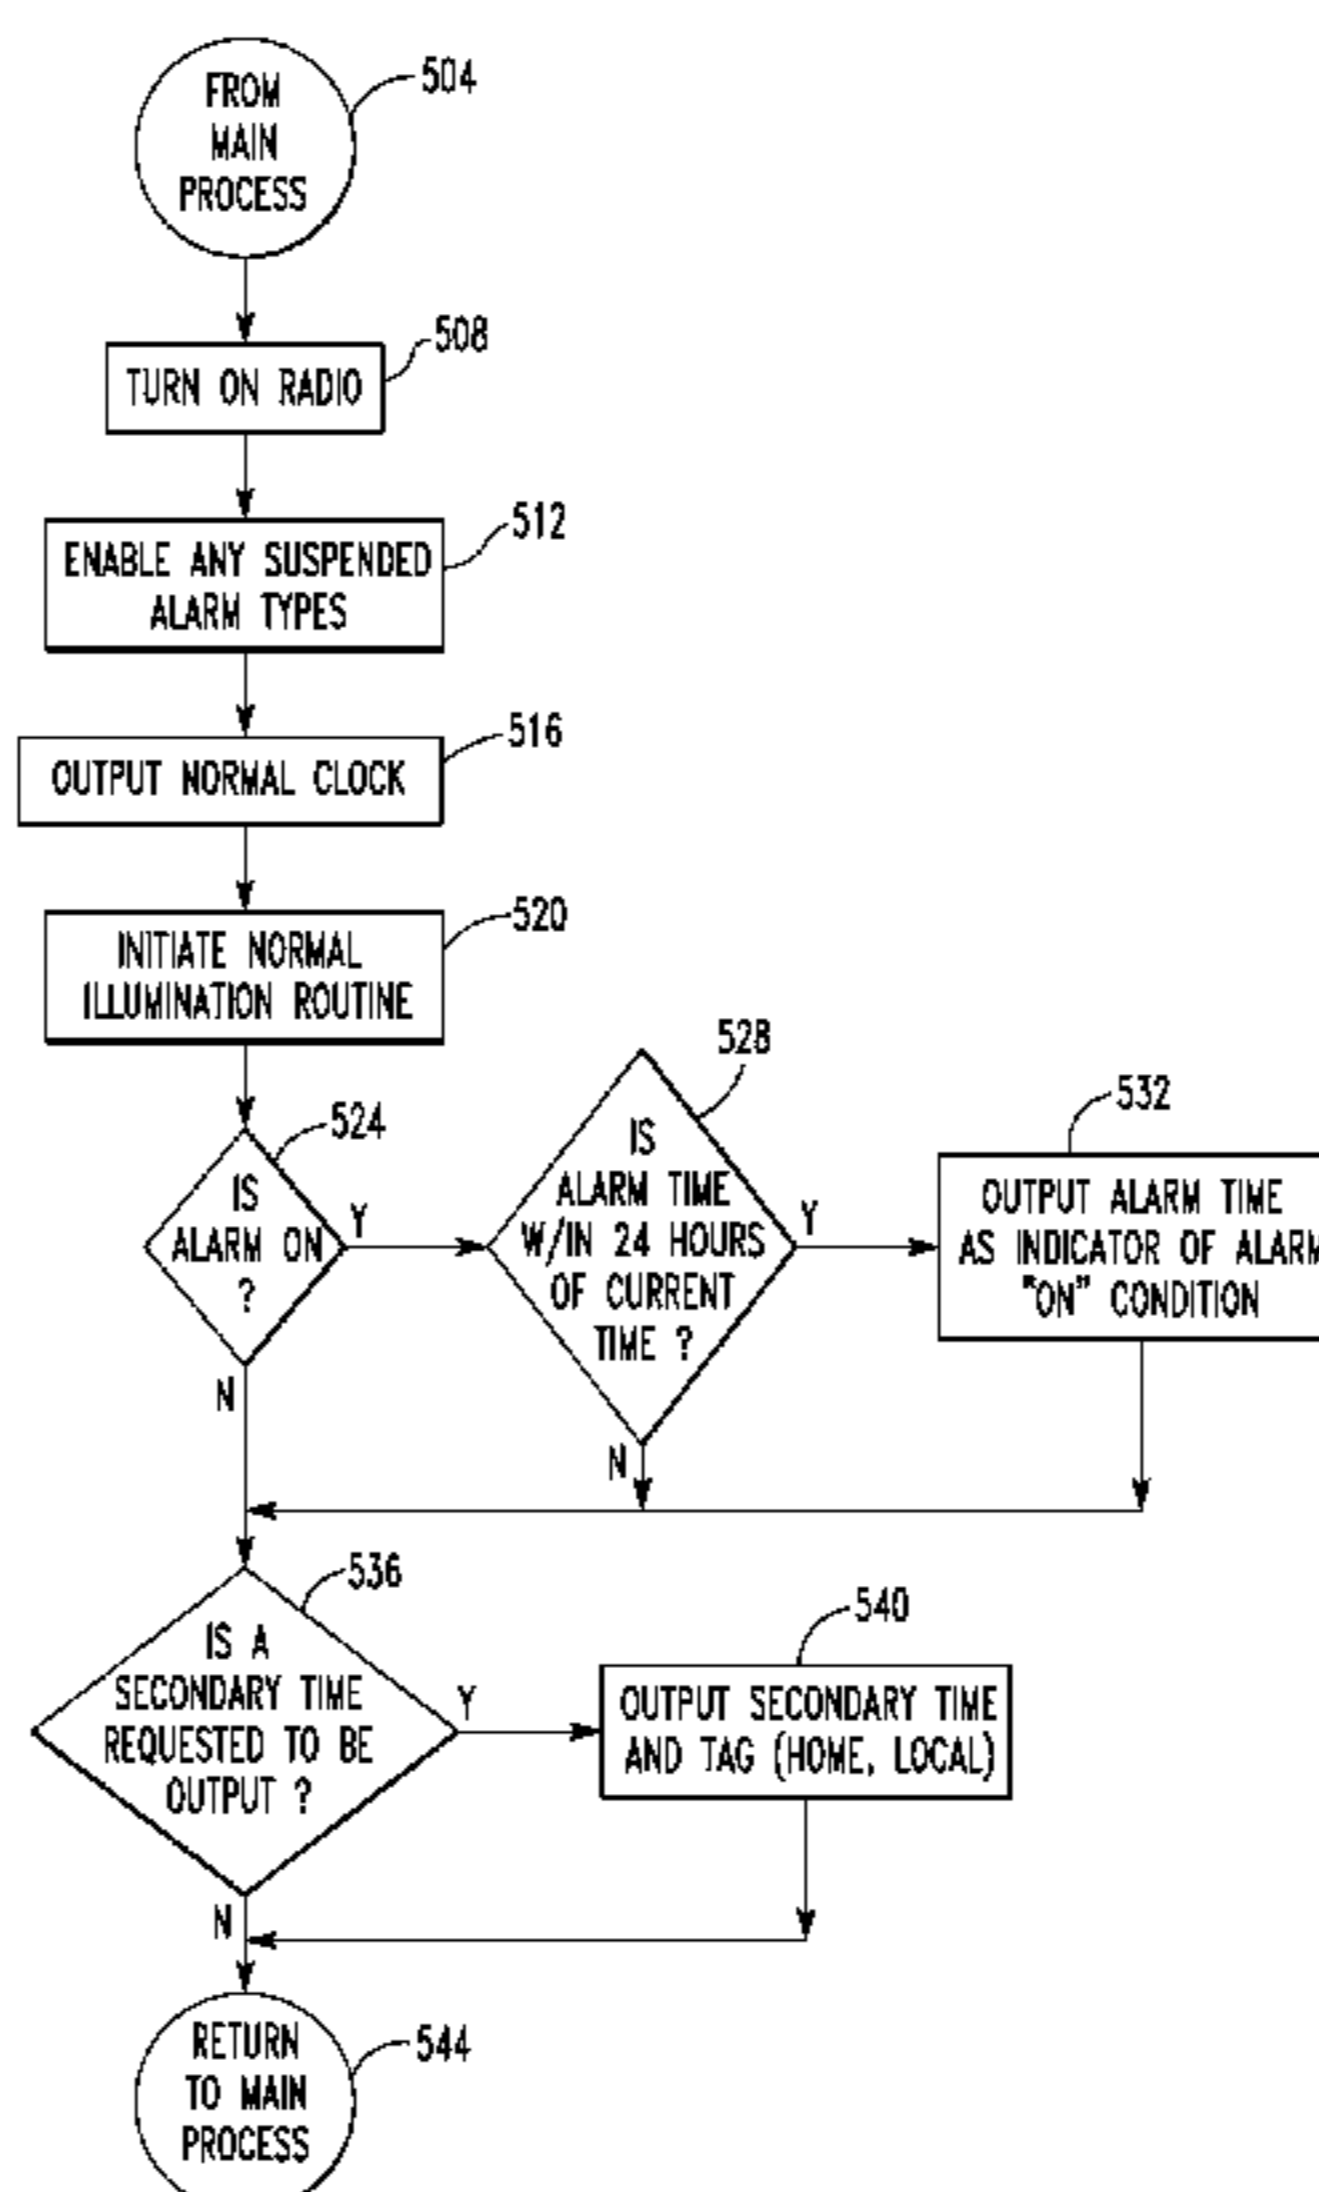 FROM
MAIN
PROCESS
504
TURN ON RADIO
508
ENABLE ANY SUSPENDED
ALARM TYPES
512
OUTPUT NORMAL CLOCK
516
INITIATE NORMAL
ILLUMINATION ROUTINE
520
IS
ALARM ON
?
524
Y
N
IS
ALARM TIME
W/IN 24 HOURS
OF CURRENT
TIME ?
528
Y
N
OUTPUT ALARM TIME
AS INDICATOR OF ALARM
"ON" CONDITION
532
IS A
SECONDARY TIME
REQUESTED TO BE
OUTPUT ?
536
Y
N
OUTPUT SECONDARY TIME
AND TAG (HOME, LOCAL)
540
RETURN
TO MAIN
PROCESS
544